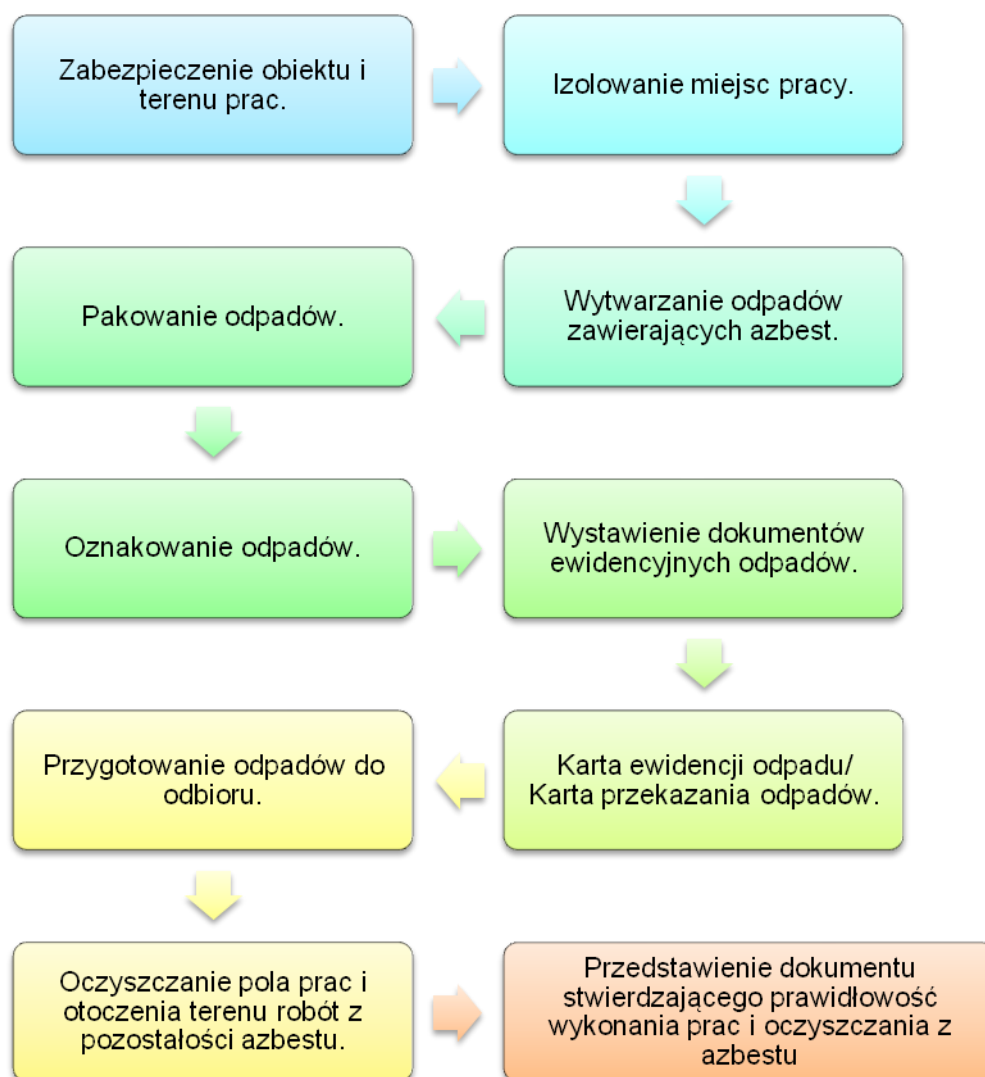 Zabezpieczenie obiektu i
terenu prac.
Izolowanie miejsc pracy.
Wytwarzanie odpadów
zawierających azbest.
Pakowanie odpadów.
Oznakowanie odpadów.
Wystawienie dokumentów
ewidencyjnych odpadów.
Karta ewidencji odpadu/
Karta przekazania odpadów.
Przygotowanie odpadów do
odbioru.
Oczyszczanie pola prac i
otoczenia terenu robót z
pozostałości azbestu.
Przedstawienie dokumentu
stwierdzającego prawidłowość
wykonania prac i oczyszczania z
azbestu